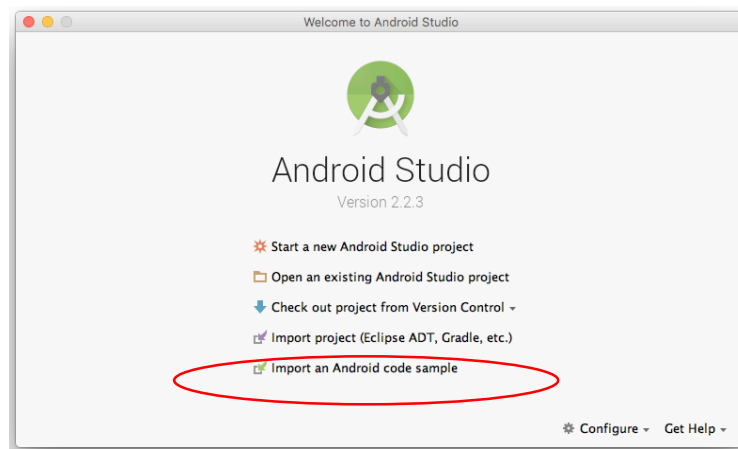 Welcome to Android Studio
Android Studio
Version 2.2.3
Start a new Android Studio project
Open an existing Android Studio project
Check out project from Version Control
Import project (Eclipse ADT, Gradle, etc.)
Import an Android code sample
Configure Get Help